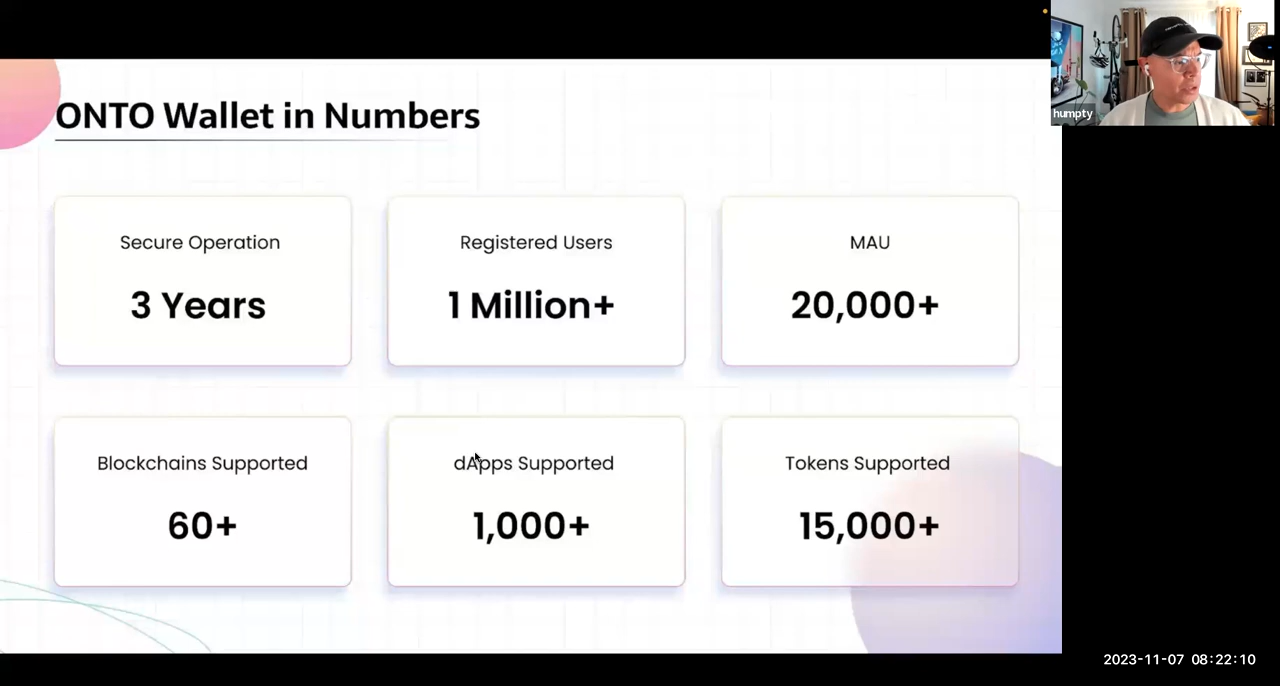 ONTO Wallet in Numbers
Secure Operation
3 Years
Registered Users
1 Million+
MAU
20,000+
Blockchains Supported
60+
dApps Supported
1,000+
Tokens Supported
15,000+
humpty
2023-11-07 08:22:10